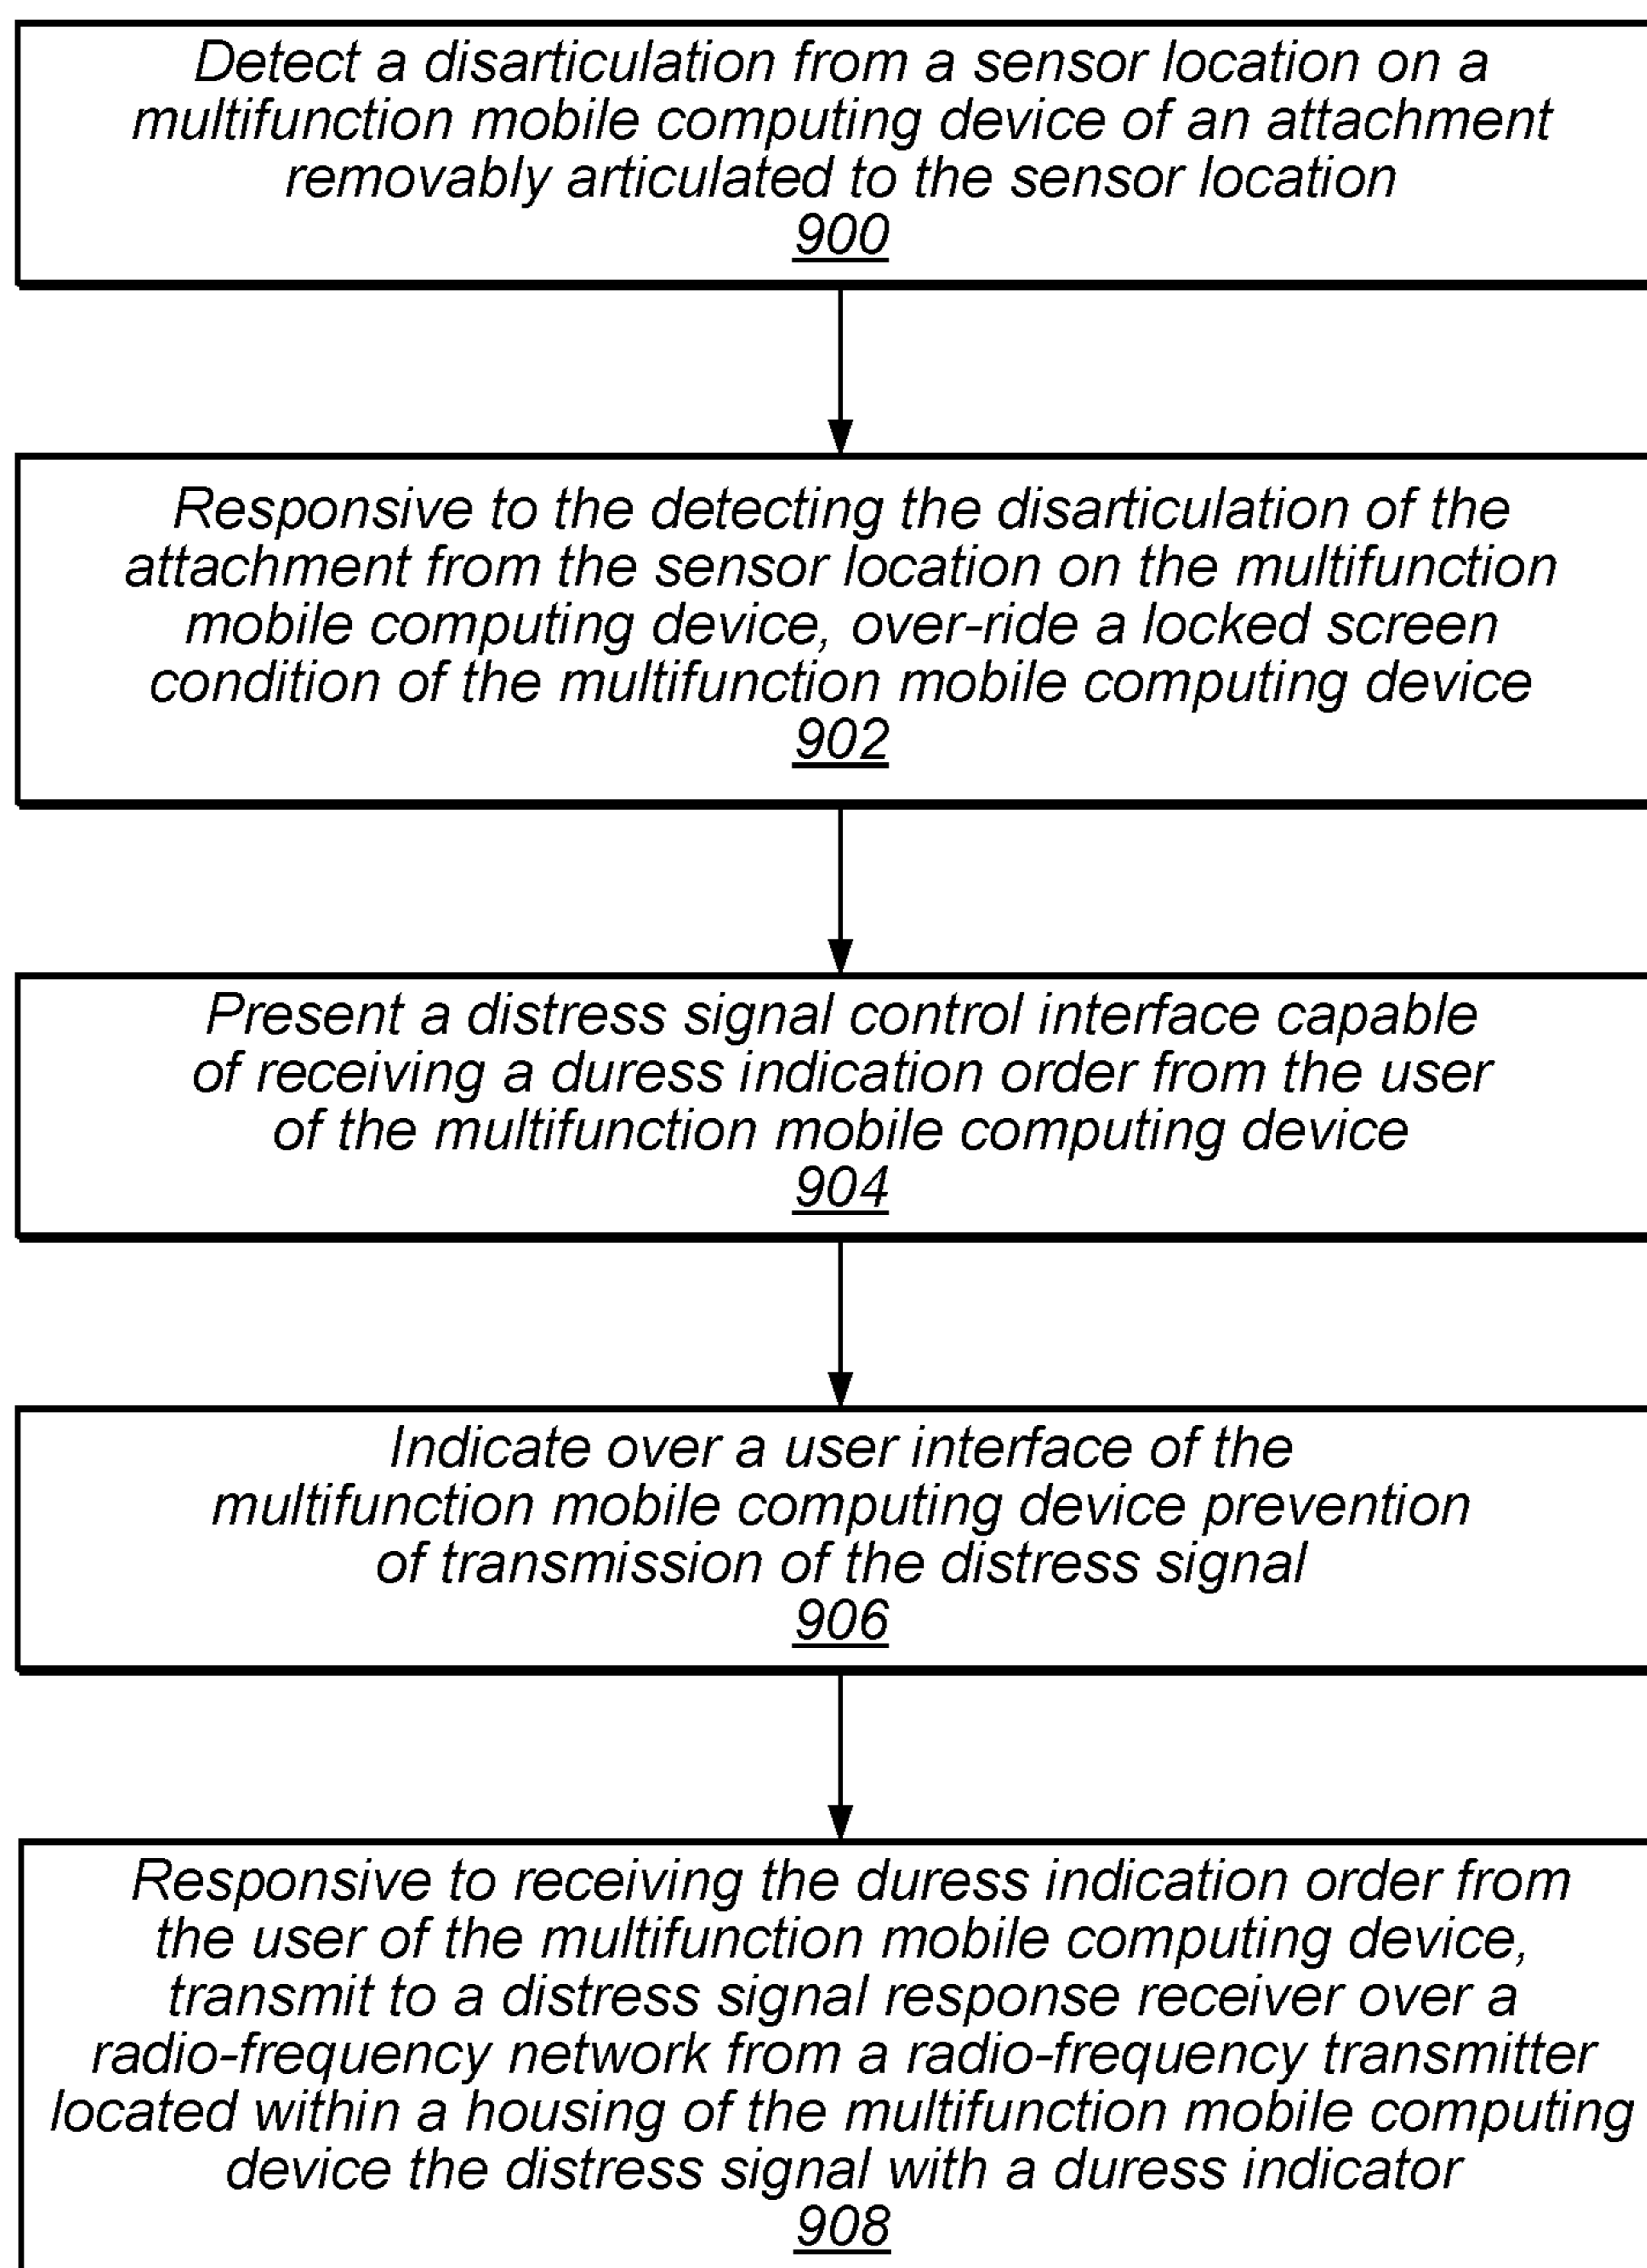 Detect a disarticulation from a sensor location on a
multifunction mobile computing device of an attachment
removably articulated to the sensor location
900
Responsive to the detecting the disarticulation of the
attachment from the sensor location on the multifunction
mobile computing device, over-ride a locked screen
condition of the multifunction mobile computing device
902
Present a distress signal control interface capable
of receiving a duress indication order from the user
of the multifunction mobile computing device
904
Indicate over a user interface of the
multifunction mobile computing device prevention
of transmission of the distress signal
906
Responsive to receiving the duress indication order from
the user of the multifunction mobile computing device,
transmit to a distress signal response receiver over a
radio-frequency network from a radio-frequency transmitter
located within a housing of the multifunction mobile computing
device the distress signal with a duress indicator
908